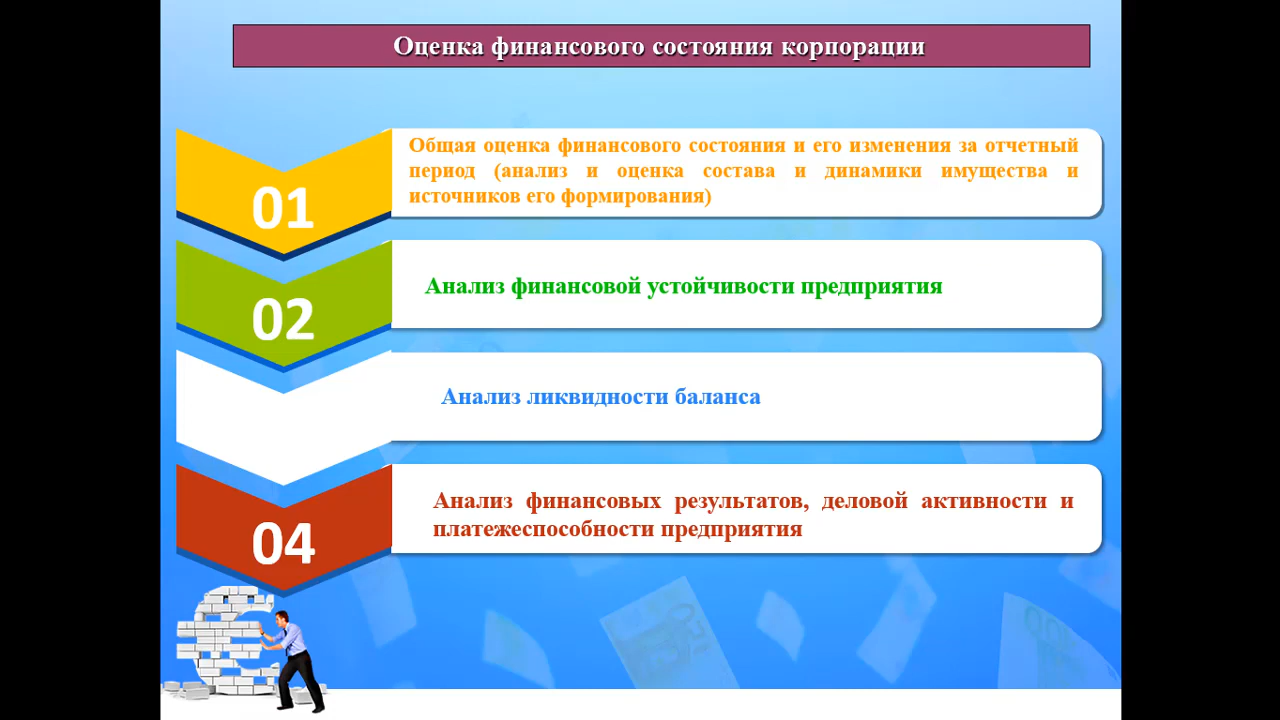 Оценка финансового состояния корпорации
01
Общая оценка финансового состояния и его изменения за отчетный
период (анализ и оценка состава и динамики имущества и
источников его формирования)
02
Анализ финансовой устойчивости предприятия
Анализ ликвидности баланса
04
Анализ финансовых результатов, деловой активности и
платежеспособности предприятия